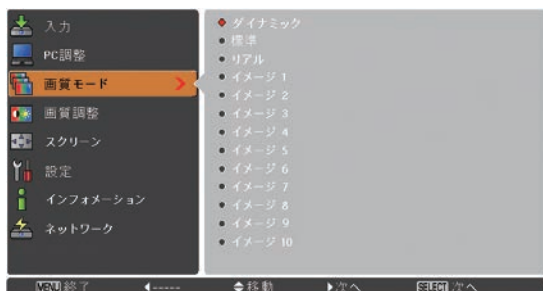 入力
PC調整
画質モード
画質調整
スクリーン
設定
インフォメーション
ネットワーク
ダイナミック
標準
リアル
イメージ 1
イメージ 2
イメージ 3
イメージ 4
イメージ 5
イメージ 6
イメージ 7
イメージ 8
イメージ 9
イメージ 10
MENU 終了 ----- 移動 次へ SELECT 次へ